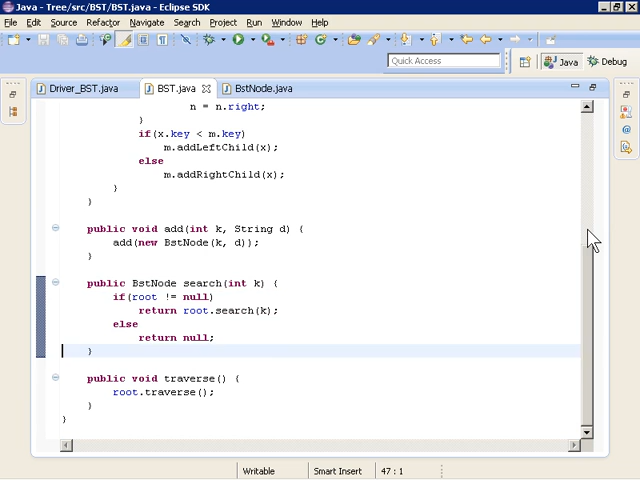 Java - Tree/src/BST/BST.java - Eclipse SDK
File Edit Source Refactor Navigate Search Project Run Window Help
Quick Access
Java Debug
Driver_BST.java BST.java BstNode.java
n = n.right;
}
if(x.key < m.key)
m.addLeftChild(x);
else
m.addRightChild(x);
}
}
public void add(int k, String d) {
add(new BstNode(k, d));
}
public BstNode search(int k) {
if(root != null)
return root.search(k);
else
return null;
}
public void traverse() {
root.traverse();
}
}
Writable Smart Insert 47 : 1